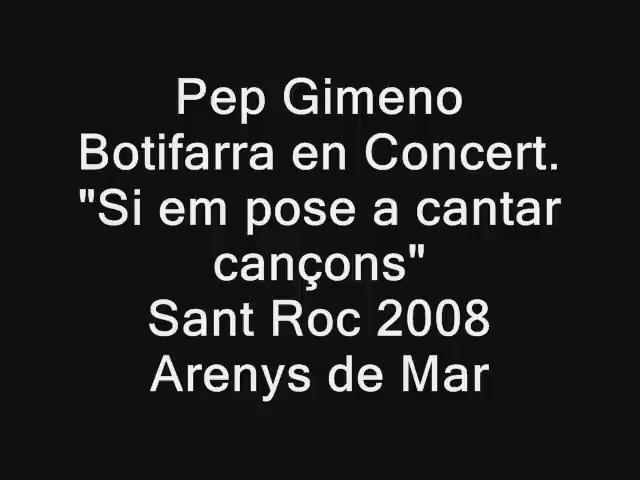 Pep Gimeno
Botifarra en Concert.
"Si em pose a cantar
cançons"
Sant Roc 2008
Arenys de Mar